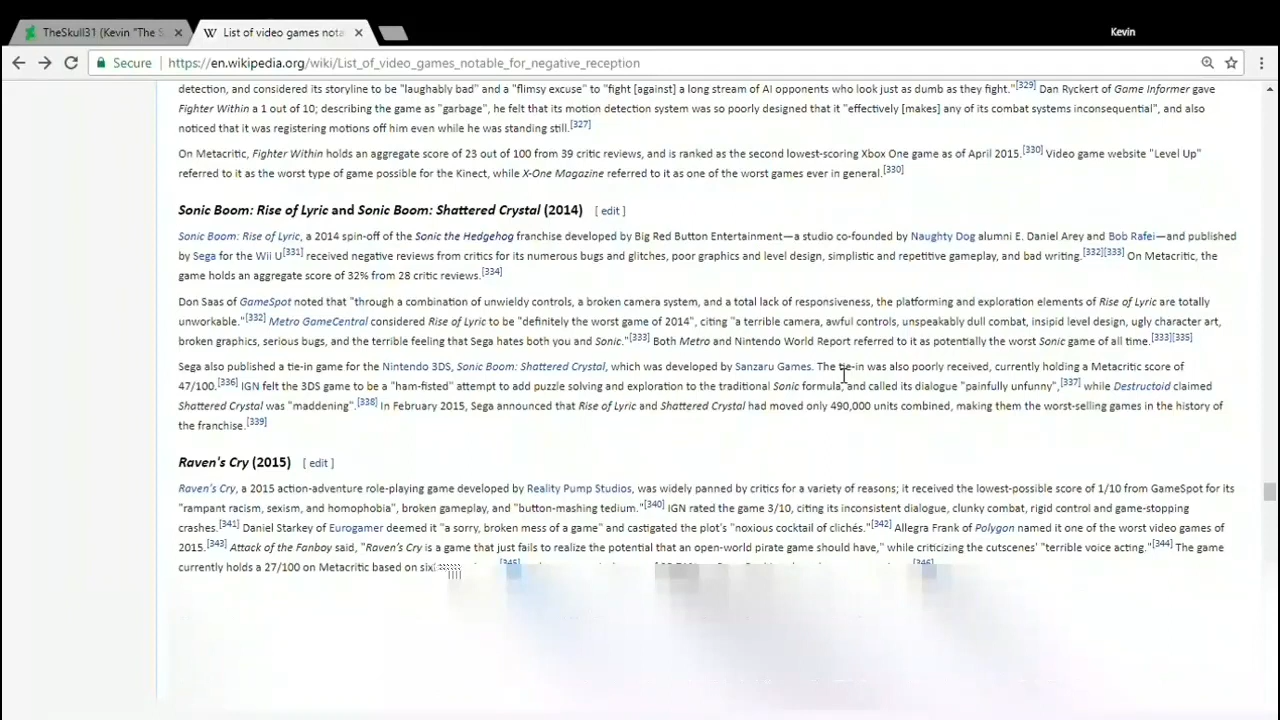 TheSkull31 (Kevin "The S
List of video games nota
Kevin
Secure
https://en.wikipedia.org/wiki/List_of_video_games_notable_for_negative_reception
detection, and considered its storyline to be "laughably bad" and a "flimsy excuse" to "fight [against] a long stream of AI opponents who look just as dumb as they fight."[329] Dan Ryckert of Game Informer gave
Fighter Within a 1 out of 10; describing the game as "garbage", he felt that its motion detection system was so poorly designed that it "effectively [makes] any of its combat systems inconsequential", and also
noticed that it was registering motions off him even while he was standing still.[327]
On Metacritic, Fighter Within holds an aggregate score of 23 out of 100 from 39 critic reviews, and is ranked as the second lowest-scoring Xbox One game as of April 2015.[330] Video game website "Level Up"
referred to it as the worst type of game possible for the Kinect, while X-One Magazine referred to it as one of the worst games ever in general.[330]
Sonic Boom: Rise of Lyric and Sonic Boom: Shattered Crystal (2014) [ edit ]
Sonic Boom: Rise of Lyric, a 2014 spin-off of the Sonic the Hedgehog franchise developed by Big Red Button Entertainment—a studio co-founded by Naughty Dog alumni E. Daniel Arey and Bob Rafei—and published
by Sega for the Wii U[331] received negative reviews from critics for its numerous bugs and glitches, poor graphics and level design, simplistic and repetitive gameplay, and bad writing.[332][333] On Metacritic, the
game holds an aggregate score of 32% from 28 critic reviews.[334]
Don Saas of GameSpot noted that "through a combination of unwieldy controls, a broken camera system, and a total lack of responsiveness, the platforming and exploration elements of Rise of Lyric are totally
unworkable."[332] Metro GameCentral considered Rise of Lyric to be "definitely the worst game of 2014", citing "a terrible camera, awful controls, unspeakably dull combat, insipid level design, ugly character art,
broken graphics, serious bugs, and the terrible feeling that Sega hates both you and Sonic."[333] Both Metro and Nintendo World Report referred to it as potentially the worst Sonic game of all time.[333][335]
Sega also published a tie-in game for the Nintendo 3DS, Sonic Boom: Shattered Crystal, which was developed by Sanzaru Games. The tie-in was also poorly received, currently holding a Metacritic score of
47/100.[336] IGN felt the 3DS game to be a "ham-fisted" attempt to add puzzle solving and exploration to the traditional Sonic formula, and called its dialogue "painfully unfunny",[337] while Destructoid claimed
Shattered Crystal was "maddening".[338] In February 2015, Sega announced that Rise of Lyric and Shattered Crystal had moved only 490,000 units combined, making them the worst-selling games in the history of
the franchise.[339]
Raven's Cry (2015) [ edit ]
Raven's Cry, a 2015 action-adventure role-playing game developed by Reality Pump Studios, was widely panned by critics for a variety of reasons; it received the lowest-possible score of 1/10 from GameSpot for its
"rampant racism, sexism, and homophobia", broken gameplay, and "button-mashing tedium."[340] IGN rated the game 3/10, citing its inconsistent dialogue, clunky combat, rigid control and game-stopping
crashes.[341] Daniel Starkey of Eurogamer deemed it "a sorry, broken mess of a game" and castigated the plot's "noxious cocktail of clichés."[342] Allegra Frank of Polygon named it one of the worst video games of
2015.[343] Attack of the Fanboy said, "Raven's Cry is a game that just fails to realize the potential that an open-world pirate game should have," while criticizing the cutscenes' "terrible voice acting."[344] The game
currently holds a 27/100 on Metacritic based on